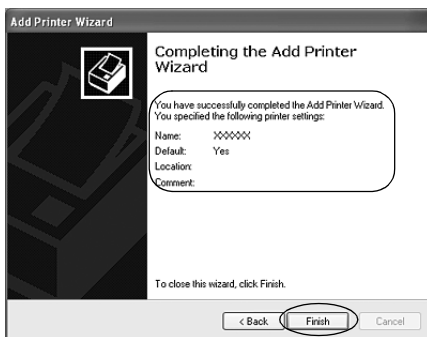 Add Printer Wizard
Completing the Add Printer
Wizard
You have successfully completed the Add Printer Wizard.
You specified the following printer settings:
Name: XXXXXX
Default: Yes
Location:
Comment:
To close this wizard, click Finish.
< Back Finish Cancel